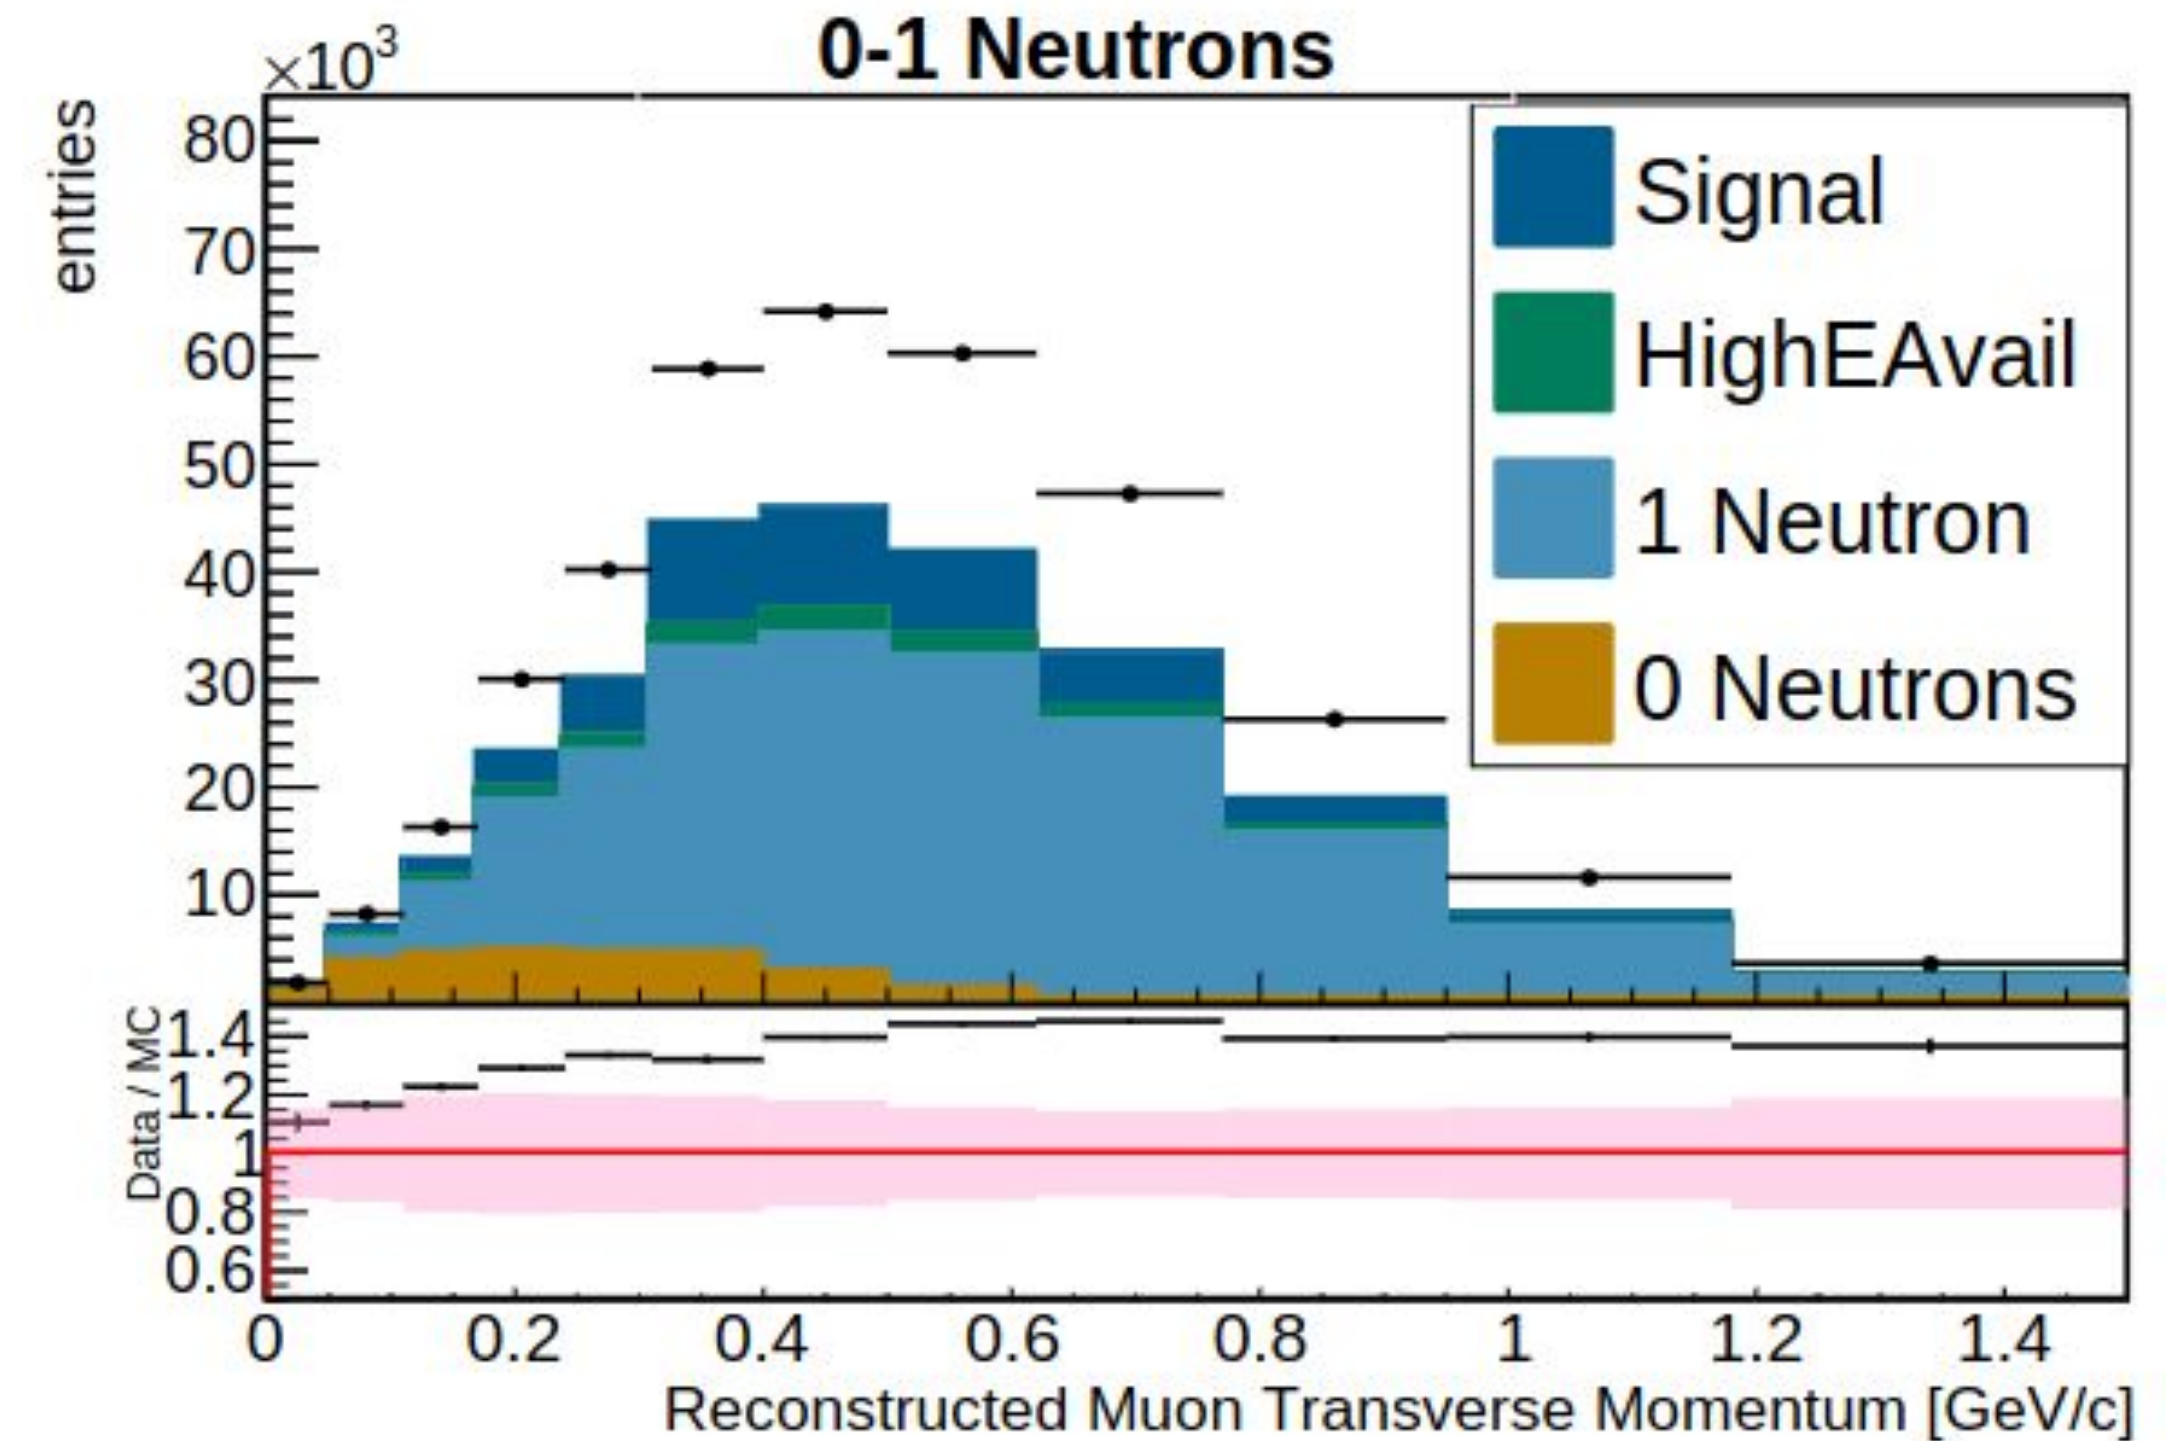 0-1 Neutrons
×10³
entries
80
70
60
50
40
30
20
10
Signal
HighEAvail
1 Neutron
0 Neutrons
Data / MC
1.4
1.2
1
0.8
0.6
0 0.2 0.4 0.6 0.8 1 1.2 1.4
Reconstructed Muon Transverse Momentum [GeV/c]